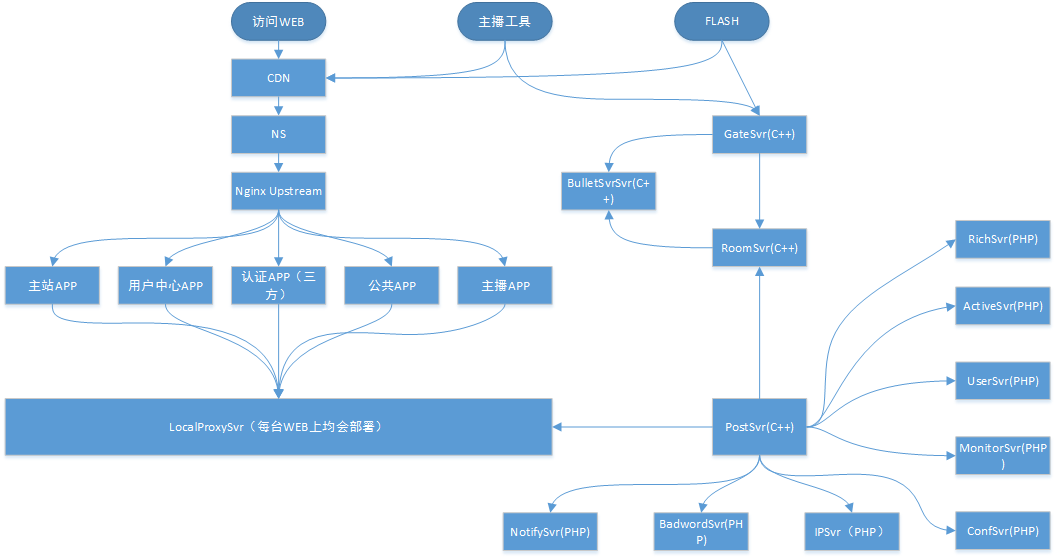 访问WEB
主播工具
FLASH
CDN
NS
GateSvr(C++)
Nginx Upstream
BulletSvrSvr(C+
+)
RoomSvr(C++)
RichSvr(PHP)
主站APP
用户中心APP
认证APP（三
方）
公共APP
主播APP
ActiveSvr(PHP)
UserSvr(PHP)
LocalProxySvr（每台WEB上均会部署）
PostSvr(C++)
MonitorSvr(PHP
)
NotifySvr(PHP)
BadwordSvr(PH
P)
IPSvr（PHP）
ConfSvr(PHP)